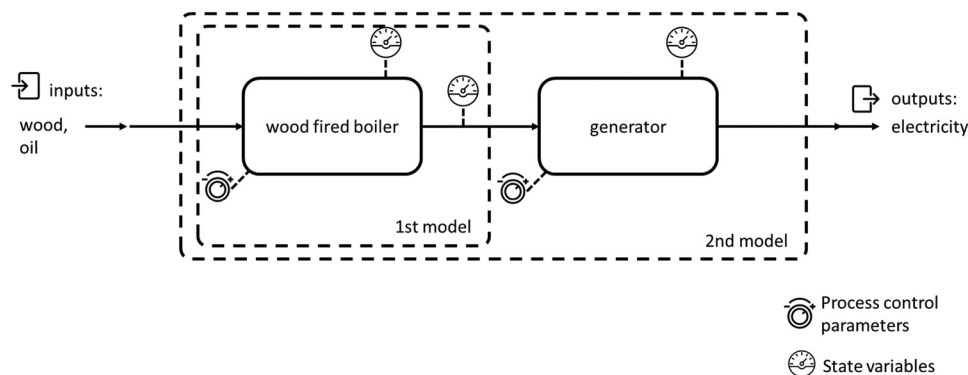 inputs:
wood,
oil
wood fired boiler
1st model
generator
2nd model
outputs:
electricity
Process control
parameters
State variables